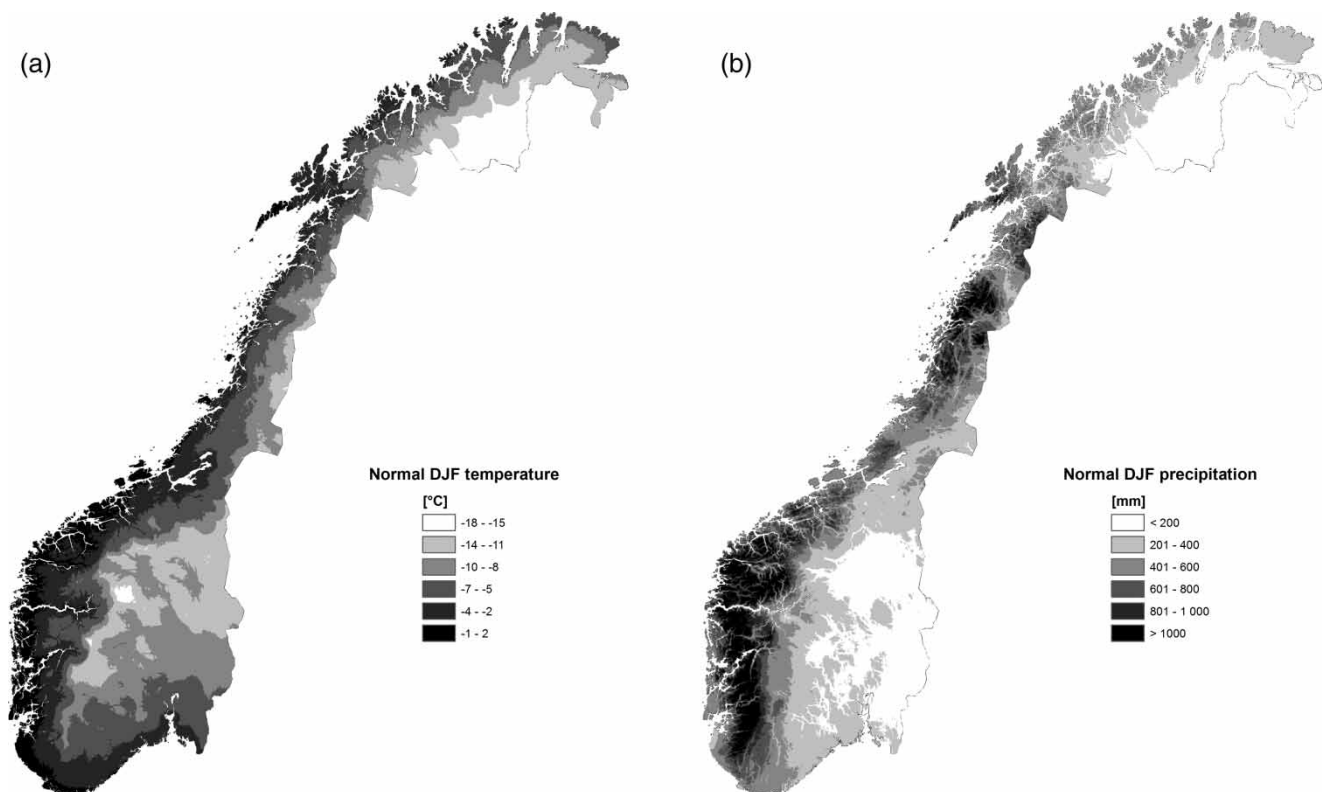 (a)
Normal DJF temperature
[°C]
-18 - -15
-14 - -11
-10 - -8
-7 - -5
-4 - -2
-1 - 2
(b)
Normal DJF precipitation
[mm]
< 200
201 - 400
401 - 600
601 - 800
801 - 1 000
> 1000